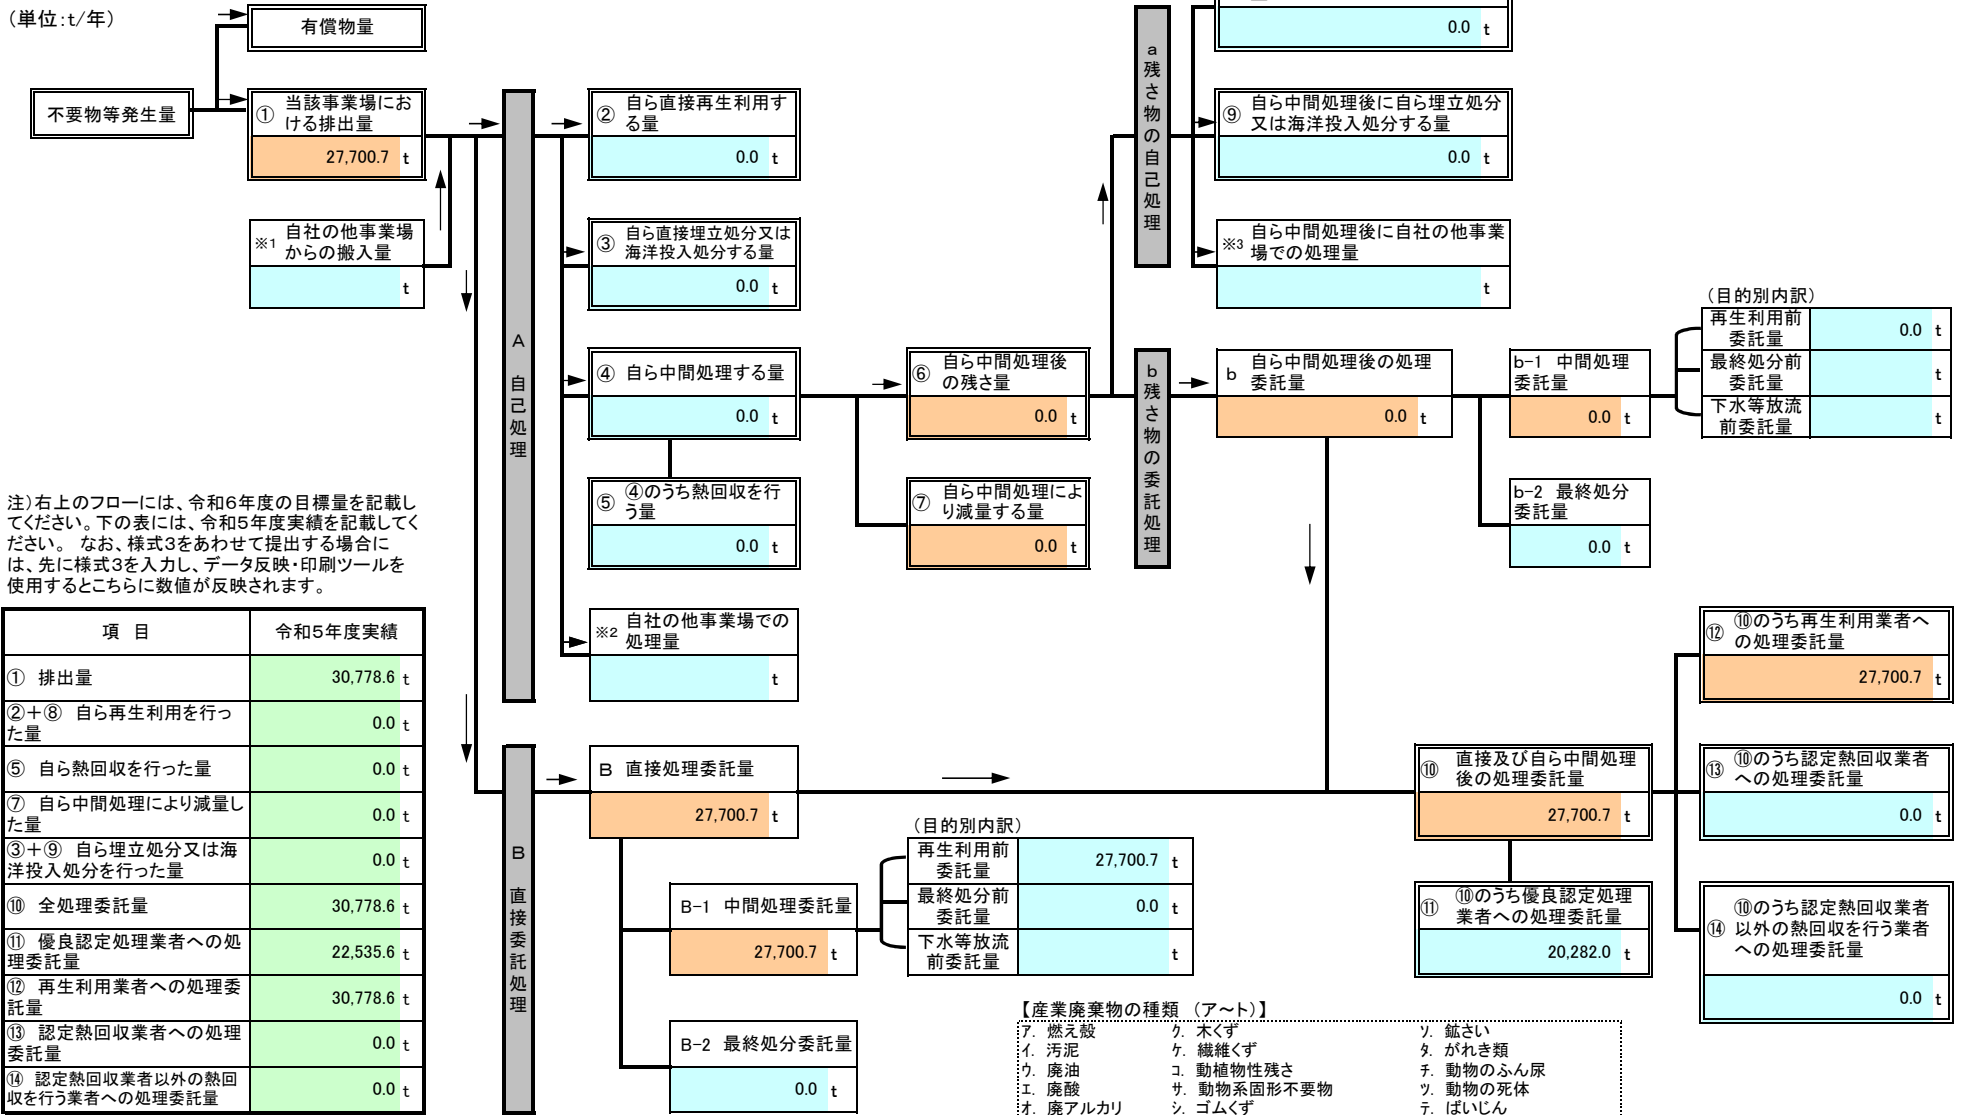 (単位:t/年)
有償物量
不要物等発生量
① 当該事業場にお
ける排出量
27,700.7 t
※1 自社の他事業場
からの搬入量
t
A 自己処理
② 自ら直接再生利用す
る量
0.0 t
③ 自ら直接埋立処分又は
海洋投入処分する量
0.0 t
④ 自ら中間処理する量
0.0 t
⑤ ④のうち熱回収を行
う量
0.0 t
※2 自社の他事業場での
処理量
t
⑥ 自ら中間処理後
の残さ量
0.0 t
⑦ 自ら中間処理によ
り減量する量
0.0 t
a 残さ物の自己処理
0.0 t
⑨ 自ら中間処理後に自ら埋立処分
又は海洋投入処分する量
0.0 t
※3 自ら中間処理後に自社の他事業
場での処理量
t
b 残さ物の委託処理
b 自ら中間処理後の処理
委託量
0.0 t
b-1 中間処理
委託量
0.0 t
b-2 最終処分
委託量
0.0 t
(目的別内訳)
再生利用前
委託量
0.0 t
最終処分前
委託量
t
下水等放流
前委託量
t
注)右上のフローには、令和6年度の目標量を記載し
てください。下の表には、令和5年度実績を記載してく
ださい。 なお、様式3をあわせて提出する場合に
は、先に様式3を入力し、データ反映・印刷ツールを
使用するとこちらに数値が反映されます。
項 目 令和5年度実績
① 排出量 30,778.6 t
②+⑧ 自ら再生利用を行っ
た量
0.0 t
⑤ 自ら熱回収を行った量 0.0 t
⑦ 自ら中間処理により減量し
た量
0.0 t
③+⑨ 自ら埋立処分又は海
洋投入処分を行った量
0.0 t
⑩ 全処理委託量 30,778.6 t
⑪ 優良認定処理業者への処
理委託量
22,535.6 t
⑫ 再生利用業者への処理委
託量
30,778.6 t
⑬ 認定熱回収業者への処理
委託量
0.0 t
⑭ 認定熱回収業者以外の熱回
収を行う業者への処理委託量
0.0 t
B 直接委託処理
B 直接処理委託量
27,700.7 t
B-1 中間処理委託量
27,700.7 t
B-2 最終処分委託量
0.0 t
(目的別内訳)
再生利用前
委託量
27,700.7 t
最終処分前
委託量
0.0 t
下水等放流
前委託量
t
⑩ 直接及び自ら中間処理
後の処理委託量
27,700.7 t
⑪ ⑩のうち優良認定処理
業者への処理委託量
20,282.0 t
⑫ ⑩のうち再生利用業者へ
の処理委託量
27,700.7 t
⑬ ⑩のうち認定熱回収業者
への処理委託量
0.0 t
⑭ ⑩のうち認定熱回収業者
以外の熱回収を行う業者
への処理委託量
0.0 t
【産業廃棄物の種類 (ア~ト)】
ア. 燃え殻 ク. 木くず ソ. 鉱さい
イ. 汚泥 ケ. 繊維くず タ. がれき類
ウ. 廃油 コ. 動植物性残さ チ. 動物のふん尿
エ. 廃酸 サ. 動物系固形不要物 ツ. 動物の死体
オ. 廃アルカリ シ. ゴムくず テ. ばいじん